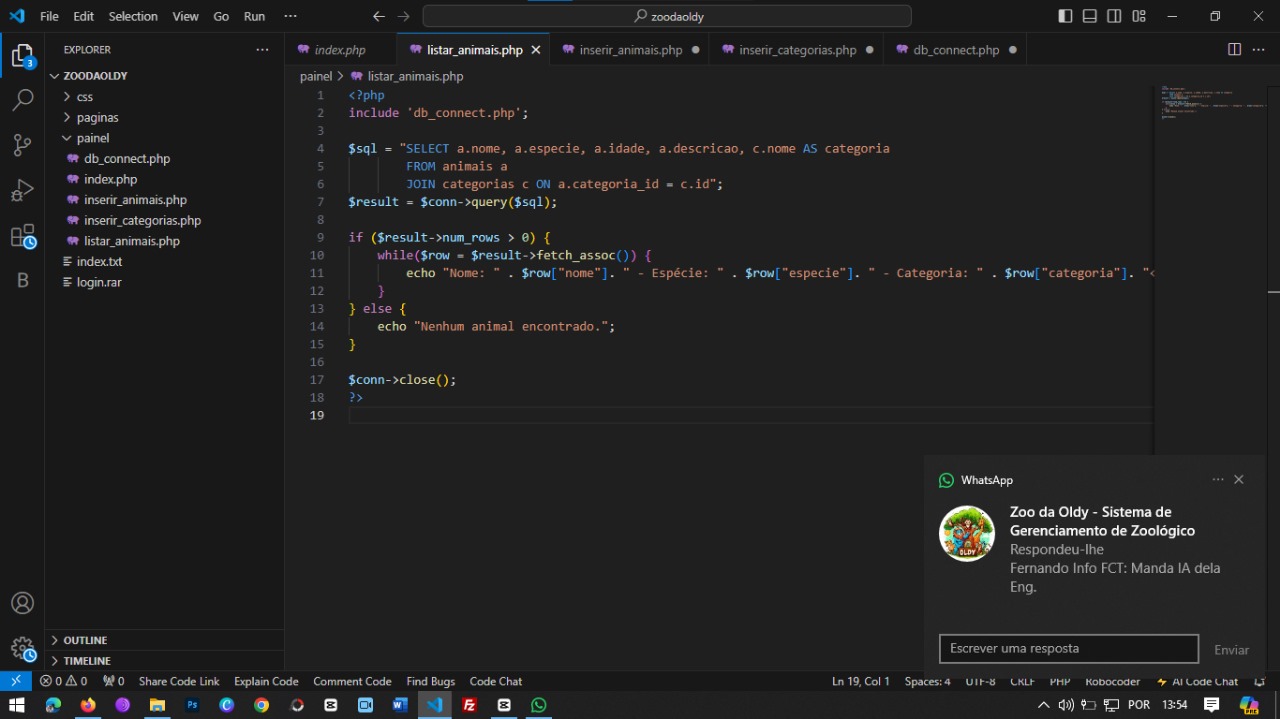 File Edit Selection View Go Run ··· zoodaoldy
EXPLORER ···
index.php listar_animais.php inserir_animais.php inserir_categorias.php db_connect.php
ZOODAOLDY
css
paginas
painel
db_connect.php
index.php
inserir_animais.php
inserir_categorias.php
listar_animais.php
index.txt
login.rar
OUTLINE
TIMELINE
painel > listar_animais.php
1 <?php
2 include 'db_connect.php';
3
4 $sql = "SELECT a.nome, a.especie, a.idade, a.descricao, c.nome AS categoria
5 FROM animais a
6 JOIN categorias c ON a.categoria_id = c.id";
7 $result = $conn->query($sql);
8
9 if ($result->num_rows > 0) {
10 while($row = $result->fetch_assoc()) {
11 echo "Nome: " . $row["nome"]. " - Espécie: " . $row["especie"]. " - Categoria: " . $row["categoria"]. "<
12 }
13 } else {
14 echo "Nenhum animal encontrado.";
15 }
16
17 $conn->close();
18 ?>
19
WhatsApp ···
Zoo da Oldy - Sistema de
Gerenciamento de Zoológico
Respondeu-lhe
Fernando Info FCT: Manda IA dela
Eng.
Escrever uma resposta Enviar
0 0 0 Share Code Link Explain Code Comment Code Find Bugs Code Chat Ln 19, Col 1 Spaces: 4 UTF-8 CRLF PHP Robocoder AI Code Chat
POR 13:54